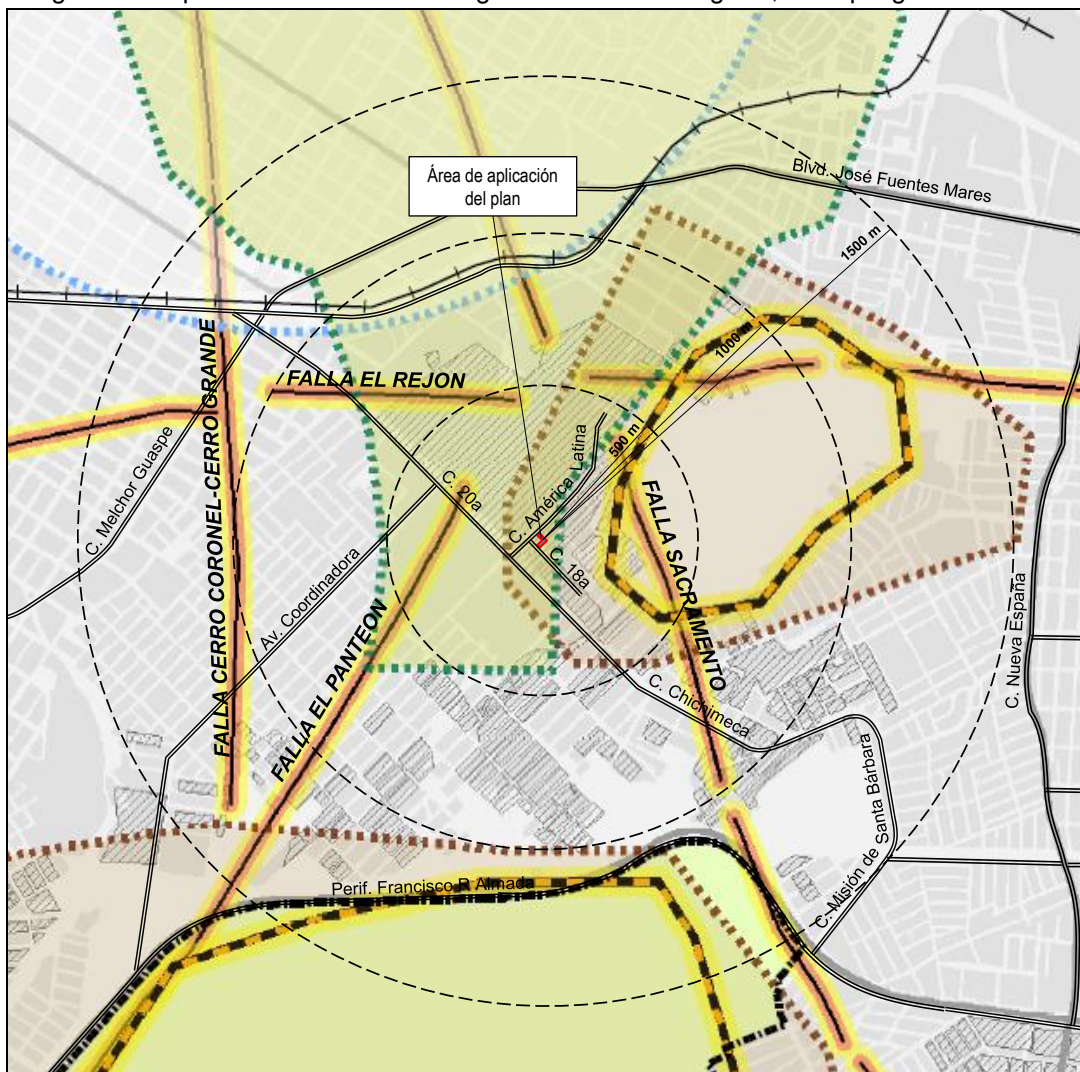 Área de aplicación
del plan
Blvd. José Fuentes Mares
1500 m
1000 m
500 m
FALLA EL REJON
FALLA CERRO CORONEL-CERRO GRANDE
C. Melchor Guaspe
C. América Latina
C. 20a
C. 18a
FALLA SACRAMENTO
Av. Coordinadora
FALLA EL PANTEON
C. Nueva España
C. Chichimeca
C. Misión de Santa Bárbara
Perif. Francisco R Almada